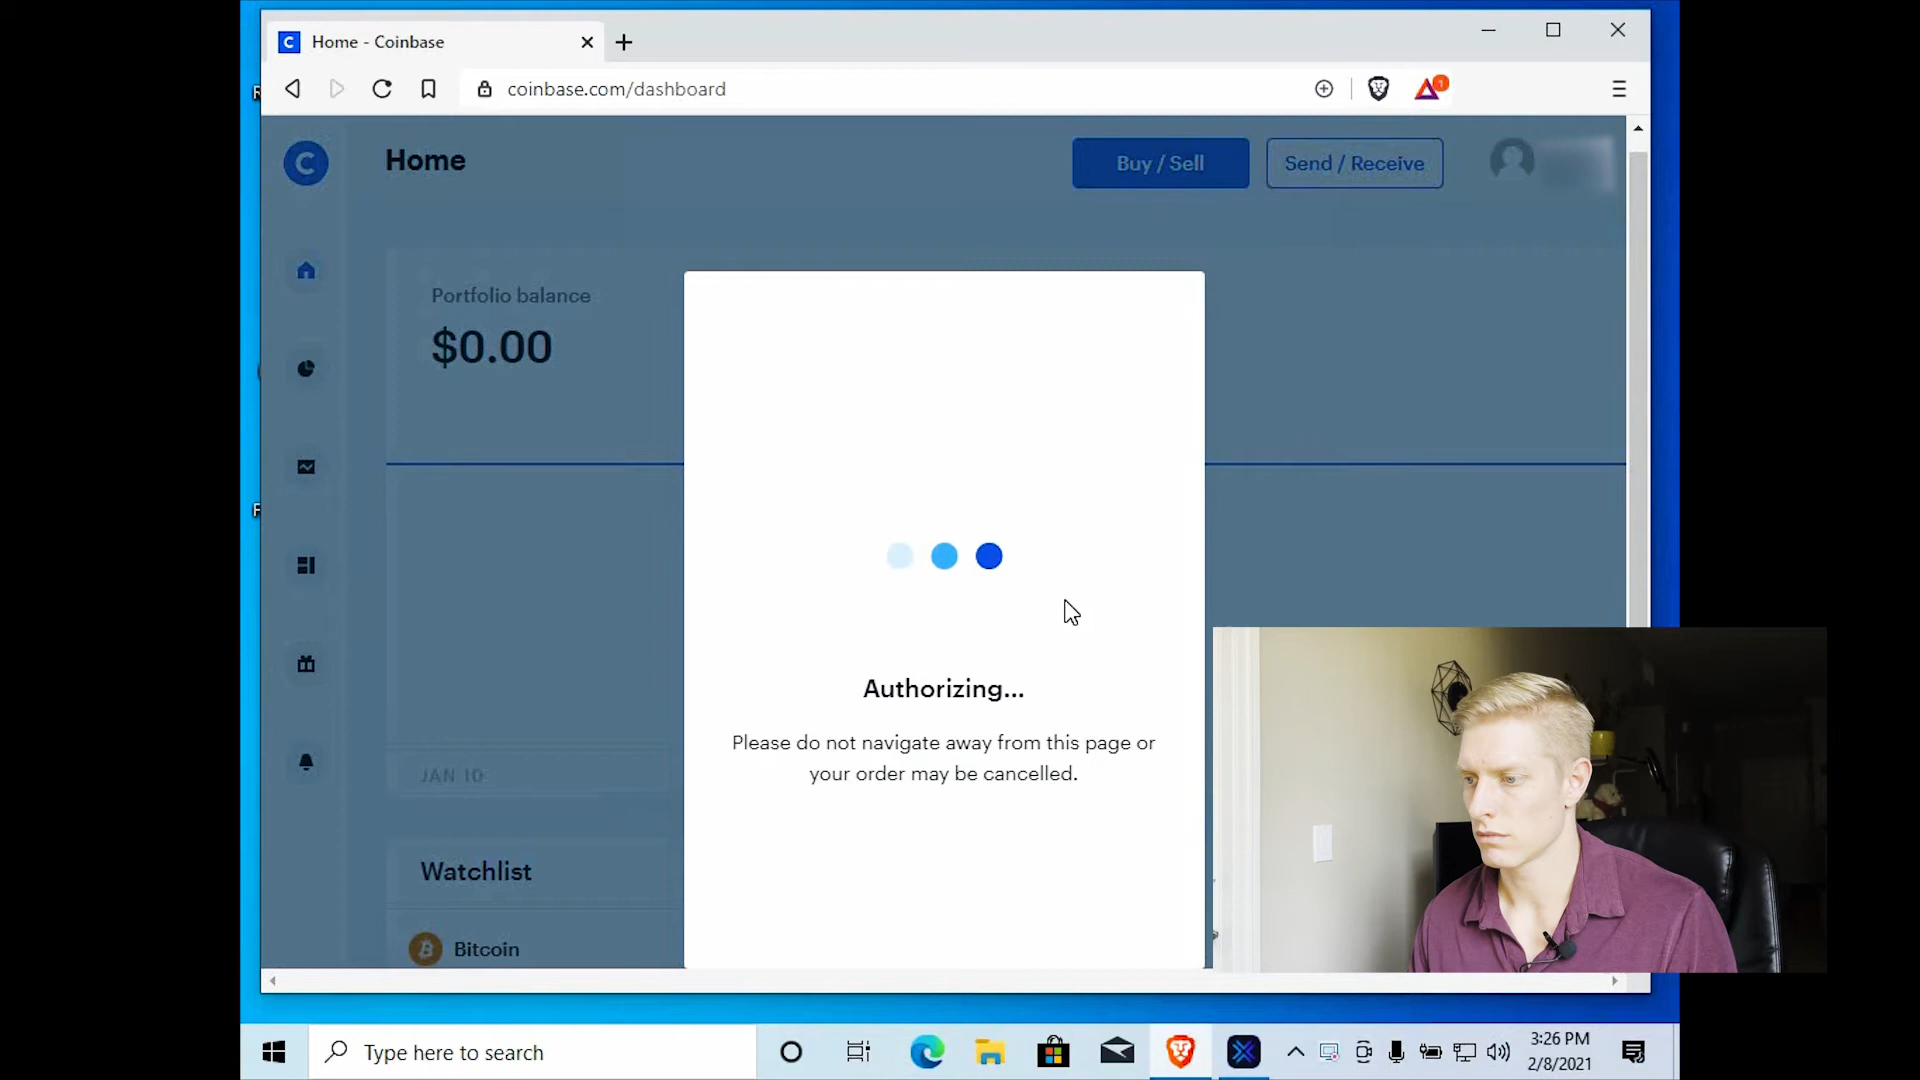 Home - Coinbase
coinbase.com/dashboard
1
C
Home
Buy / Sell
Send / Receive
Portfolio balance
$0.00
Authorizing...
Please do not navigate away from this page or
your order may be cancelled.
JAN 10
Watchlist
Bitcoin
R
F
Type here to search
3:26 PM
2/8/2021